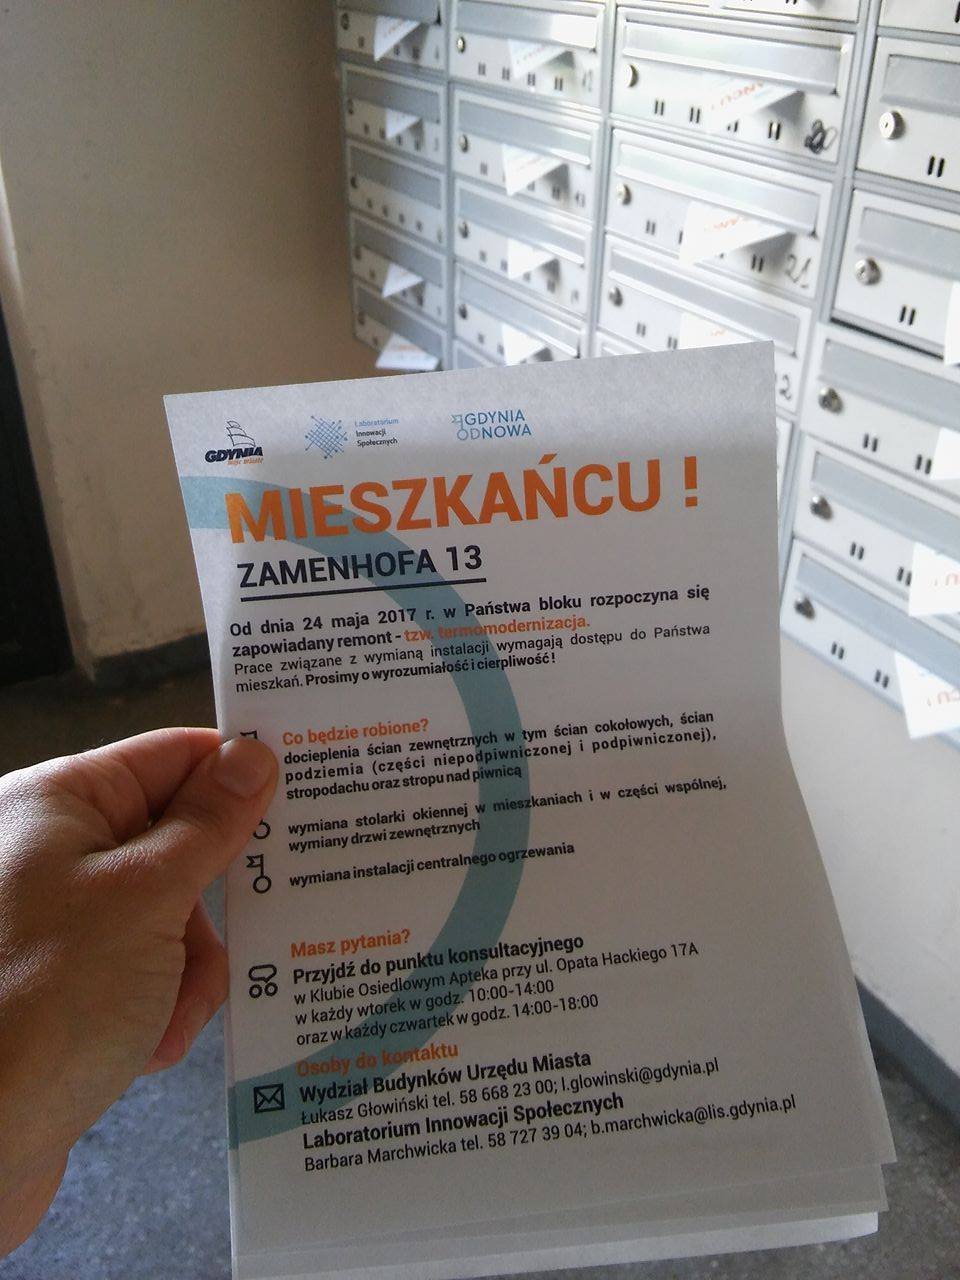 GDYNIA
moje miasto
Laboratorium
Innowacji
Społecznych
GDYNIA
ODNOWA
MIESZKAŃCU !
ZAMENHOFA 13
Od dnia 24 maja 2017 r. w Państwa bloku rozpoczyna się
zapowiadany remont - tzw. termomodernizacja.
Prace związane z wymianą instalacji wymagają dostępu do Państwa
mieszkań. Prosimy o wyrozumiałość i cierpliwość !
Co będzie robione?
docieplenia ścian zewnętrznych w tym ścian cokołowych, ścian
podziemia (części niepodpiwniczonej i podpiwniczonej),
stropodachu oraz stropu nad piwnicą
wymiana stolarki okiennej w mieszkaniach i w części wspólnej,
wymiany drzwi zewnętrznych
wymiana instalacji centralnego ogrzewania
Masz pytania?
Przyjdź do punktu konsultacyjnego
w Klubie Osiedlowym Apteka przy ul. Opata Hackiego 17A
w każdy wtorek w godz. 10:00-14:00
oraz w każdy czwartek w godz. 14:00-18:00
Osoby do kontaktu
Wydział Budynków Urzędu Miasta
Łukasz Głowiński tel. 58 668 23 00; l.glowinski@gdynia.pl
Laboratorium Innowacji Społecznych
Barbara Marchwicka tel. 58 727 39 04; b.marchwicka@lis.gdynia.pl
21